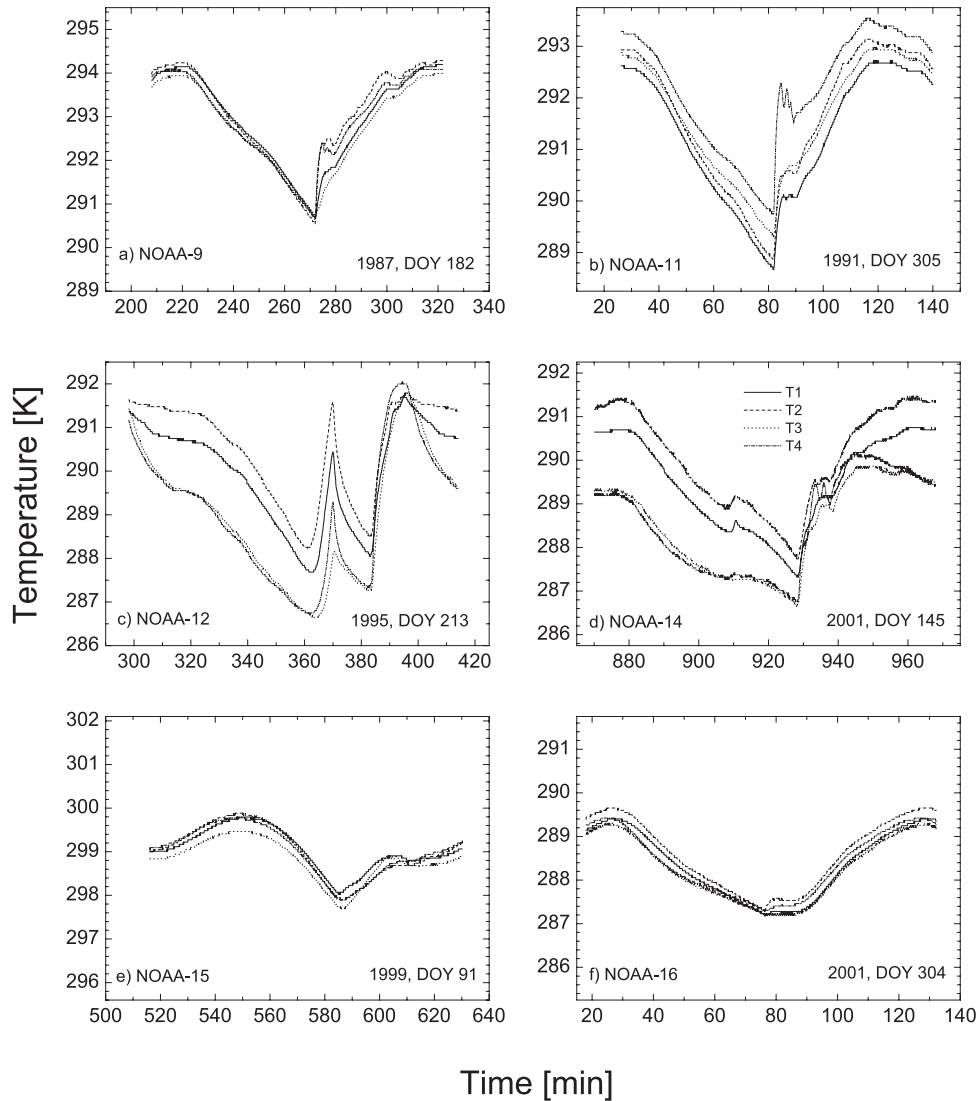 295
294
293
292
291
290
289
a) NOAA-9
1987, DOY 182
200 220 240 260 280 300 320 340
293
292
291
290
289
b) NOAA-11
1991, DOY 305
20 40 60 80 100 120 140
Temperature [K]
292
291
290
289
288
287
286
c) NOAA-12
1995, DOY 213
300 320 340 360 380 400 420
292
291
290
289
288
287
286
T1
T2
T3
T4
d) NOAA-14
2001, DOY 145
880 900 920 940 960
302
301
300
299
298
297
296
e) NOAA-15
1999, DOY 91
500 520 540 560 580 600 620 640
291
290
289
288
287
286
f) NOAA-16
2001, DOY 304
20 40 60 80 100 120 140
Time [min]